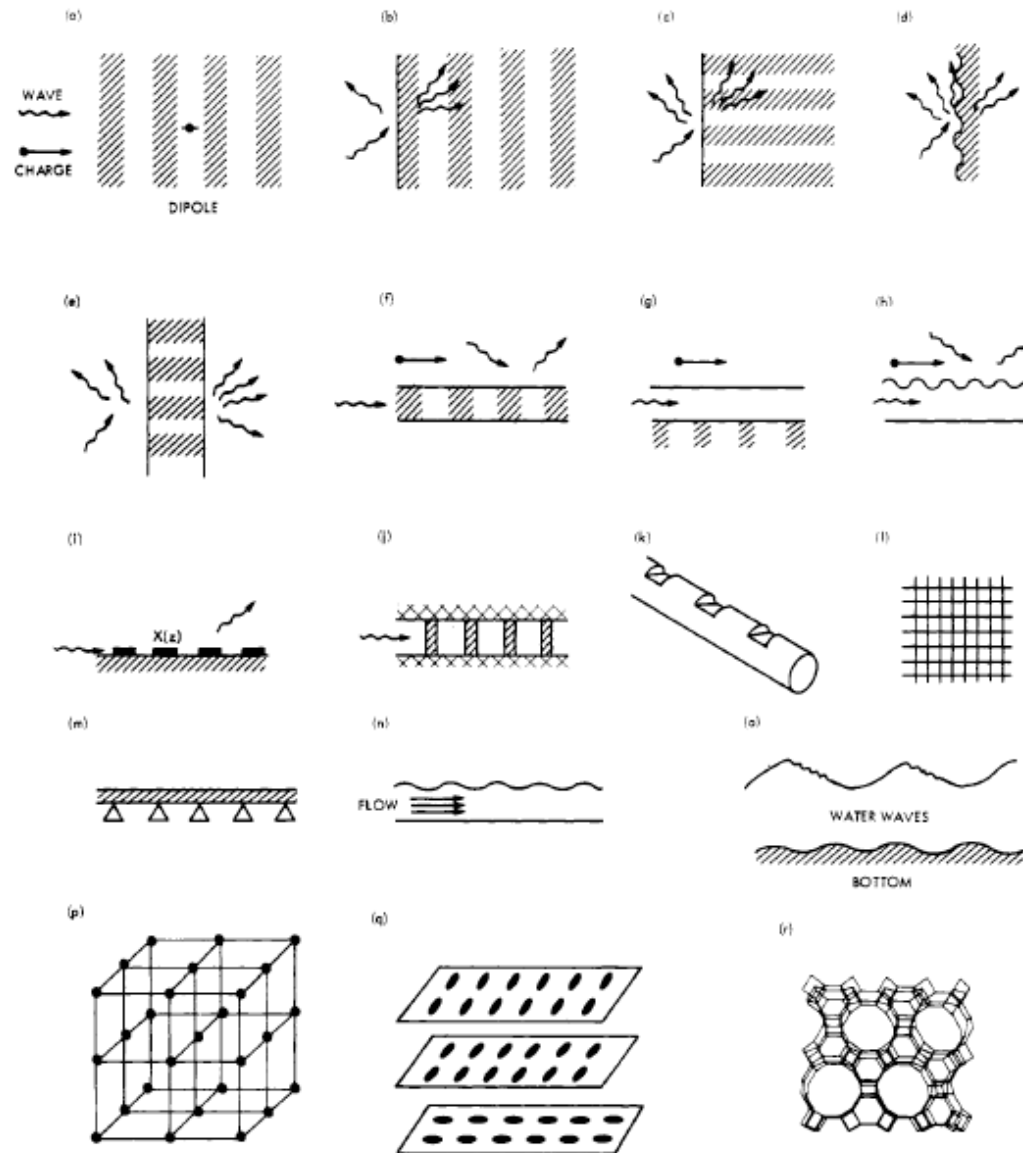 (a)
(b)
(c)
(d)
WAVE
CHARGE
DIPOLE
(e)
(f)
(g)
(h)
(i)
(j)
(k)
(l)
X(z)
(m)
(n)
(o)
FLOW
WATER WAVES
BOTTOM
(p)
(q)
(r)